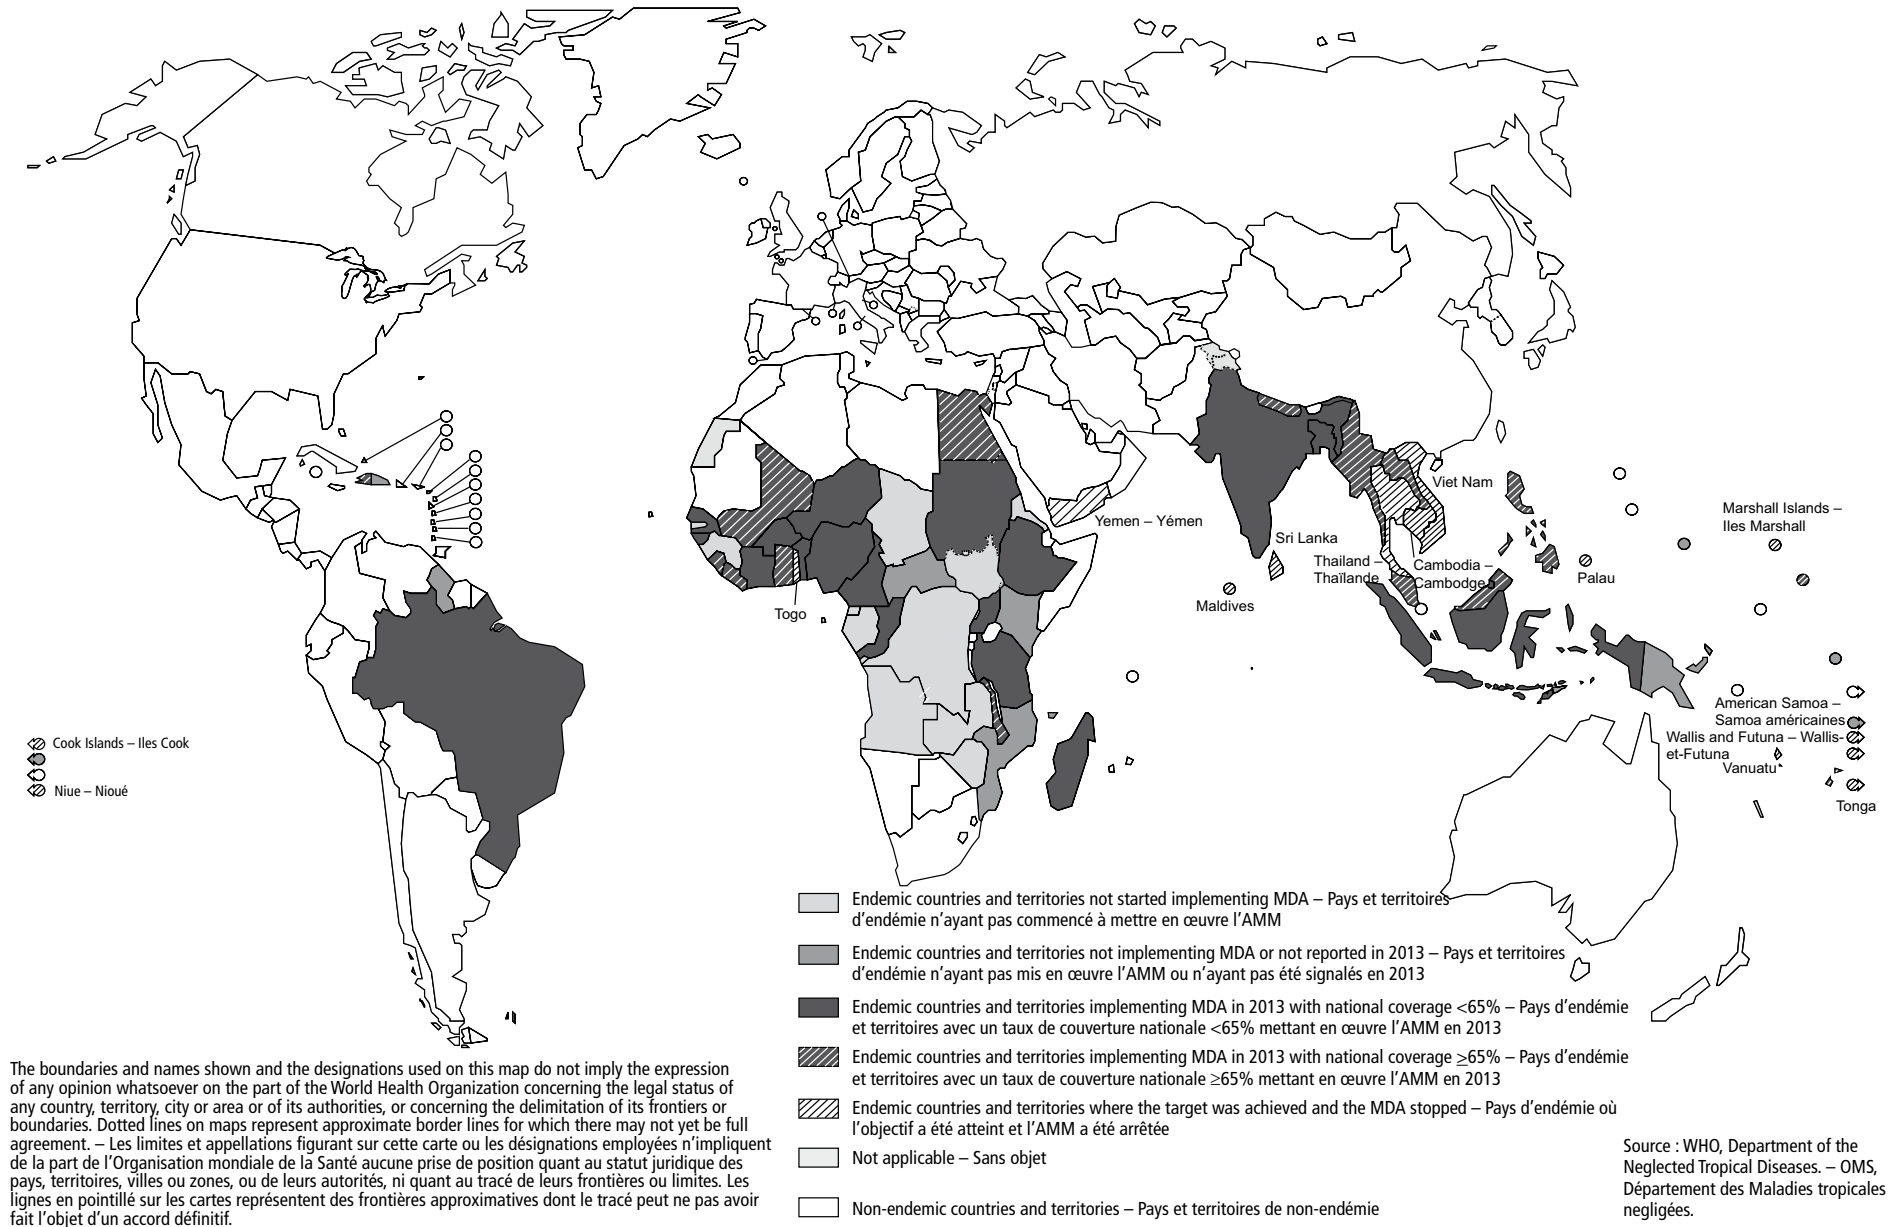 Viet Nam
Marshall Islands –
Iles Marshall
Yemen – Yémen
Sri Lanka
Thailand –
Thaïlande
Cambodia –
Cambodge
Palau
Maldives
Togo
American Samoa –
Samoa américaines
Wallis and Futuna – Wallis-
et-Futuna
Vanuatu
Tonga
Cook Islands – Iles Cook
Niue – Nioué
Endemic countries and territories not started implementing MDA – Pays et territoires
d'endémie n'ayant pas commencé à mettre en œuvre l'AMM
Endemic countries and territories not implementing MDA or not reported in 2013 – Pays et territoires
d'endémie n'ayant pas mis en œuvre l'AMM ou n'ayant pas été signalés en 2013
Endemic countries and territories implementing MDA in 2013 with national coverage <65% – Pays d'endémie
et territoires avec un taux de couverture nationale <65% mettant en œuvre l'AMM en 2013
Endemic countries and territories implementing MDA in 2013 with national coverage ≥65% – Pays d'endémie
et territoires avec un taux de couverture nationale ≥65% mettant en œuvre l'AMM en 2013
Endemic countries and territories where the target was achieved and the MDA stopped – Pays d'endémie où
l'objectif a été atteint et l'AMM a été arrêtée
Not applicable – Sans objet
Non-endemic countries and territories – Pays et territoires de non-endémie
The boundaries and names shown and the designations used on this map do not imply the expression
of any opinion whatsoever on the part of the World Health Organization concerning the legal status of
any country, territory, city or area or of its authorities, or concerning the delimitation of its frontiers or
boundaries. Dotted lines on maps represent approximate border lines for which there may not yet be full
agreement. – Les limites et appellations figurant sur cette carte ou les désignations employées n'impliquent
de la part de l'Organisation mondiale de la Santé aucune prise de position quant au statut juridique des
pays, territoires, villes ou zones, ou de leurs autorités, ni quant au tracé de leurs frontières ou limites. Les
lignes en pointillé sur les cartes représentent des frontières approximatives dont le tracé peut ne pas avoir
fait l'objet d'un accord définitif.
Source : WHO, Department of the
Neglected Tropical Diseases. – OMS,
Département des Maladies tropicales
negligées.